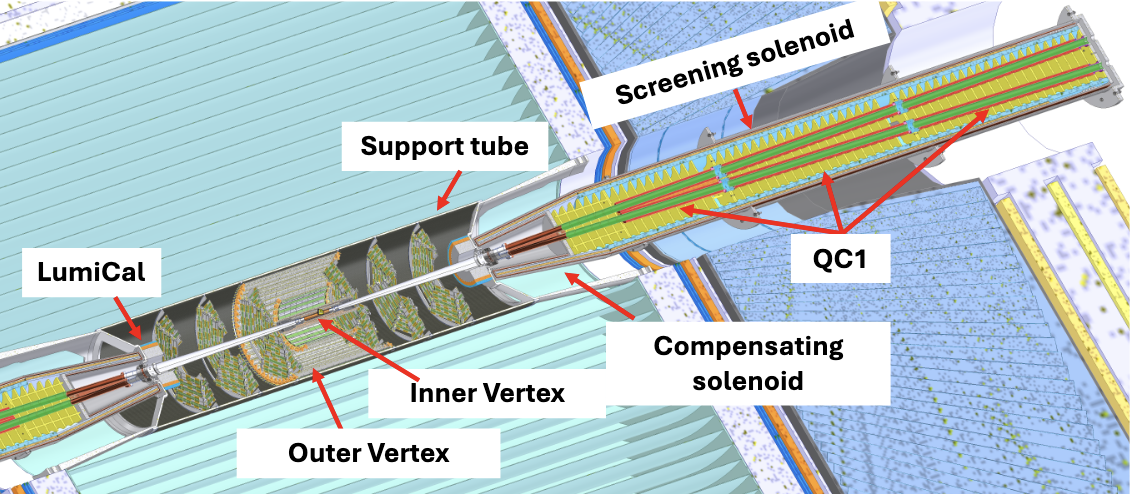 Screening solenoid
Support tube
LumiCal
QC1
Compensating
solenoid
Inner Vertex
Outer Vertex